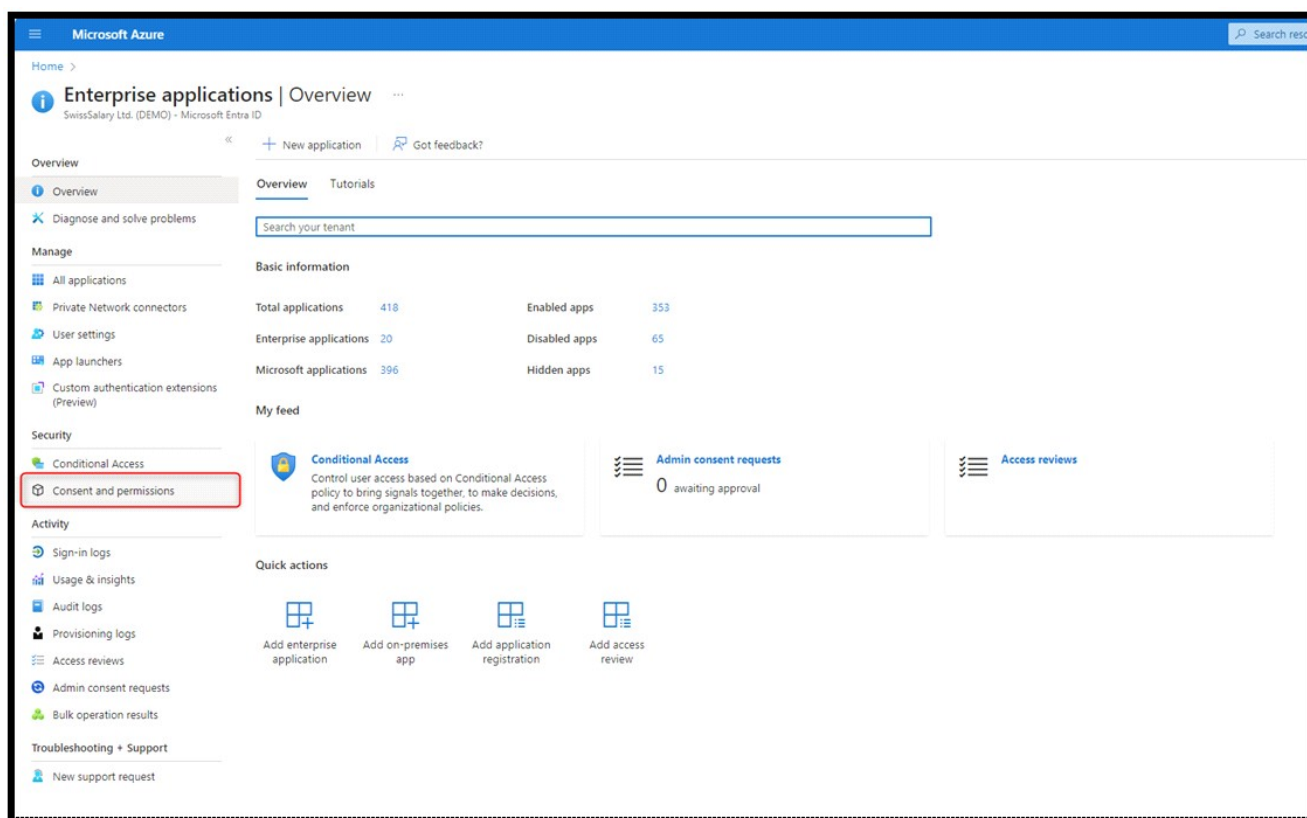 Microsoft Azure
Search reso
Home >
Enterprise applications | Overview ...
SwissSalary Ltd. (DEMO) - Microsoft Entra ID
«
+ New application
Got feedback?
Overview
Overview
Diagnose and solve problems
Manage
All applications
Private Network connectors
User settings
App launchers
Custom authentication extensions
(Preview)
Security
Conditional Access
Consent and permissions
Activity
Sign-in logs
Usage & insights
Audit logs
Provisioning logs
Access reviews
Admin consent requests
Bulk operation results
Troubleshooting + Support
New support request
Overview Tutorials
Search your tenant
Basic information
Total applications 418 Enabled apps 353
Enterprise applications 20 Disabled apps 65
Microsoft applications 396 Hidden apps 15
My feed
Conditional Access
Control user access based on Conditional Access
policy to bring signals together, to make decisions,
and enforce organizational policies.
Admin consent requests
0 awaiting approval
Access reviews
Quick actions
Add enterprise
application
Add on-premises
app
Add application
registration
Add access
review